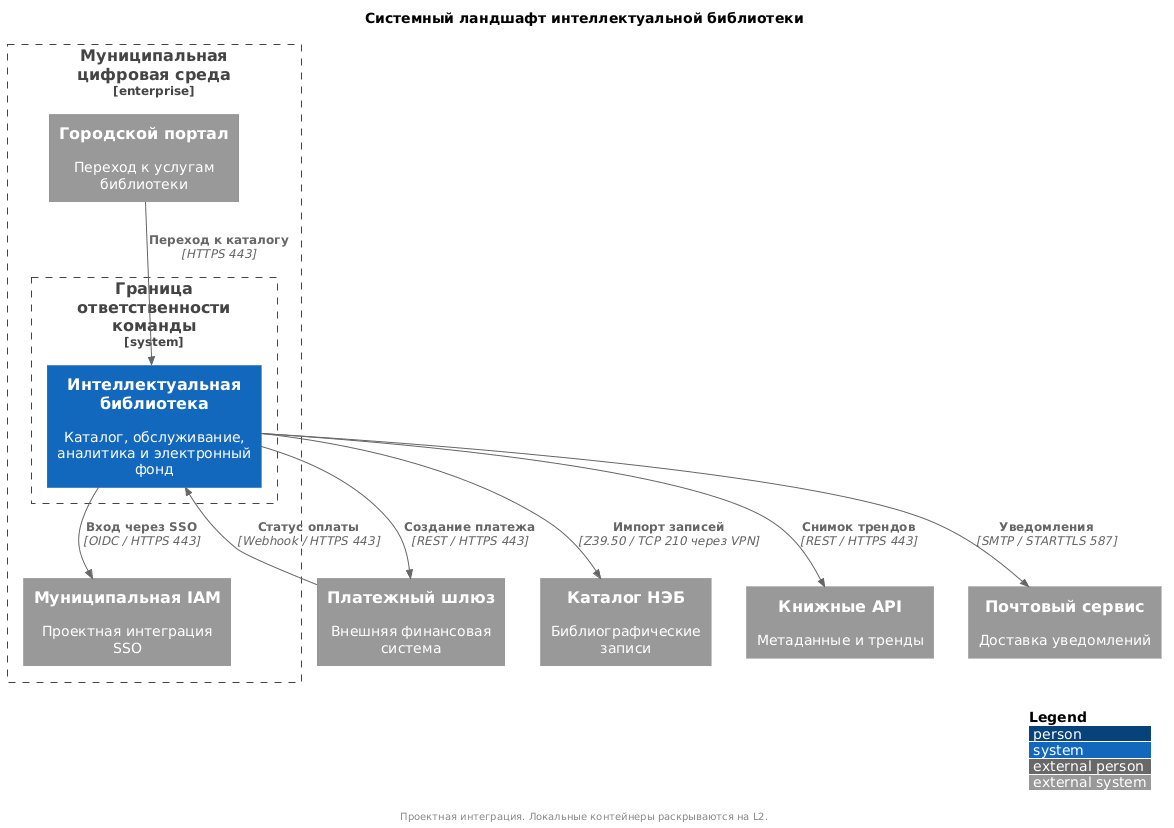 Системный ландшафт интеллектуальной библиотеки
Муниципальная
цифровая среда
[enterprise]
Городской портал
Переход к услугам
библиотеки
Переход к каталогу
[HTTPS 443]
Граница
ответственности
команды
[system]
Интеллектуальная
библиотека
Каталог, обслуживание,
аналитика и электронный
фонд
Вход через SSO
[OIDC / HTTPS 443]
Статус оплаты
[Webhook / HTTPS 443]
Создание платежа
[REST / HTTPS 443]
Импорт записей
[Z39.50 / TCP 210 через VPN]
Снимок трендов
[REST / HTTPS 443]
Уведомления
[SMTP / STARTTLS 587]
Муниципальная IAM
Проектная интеграция
SSO
Платежный шлюз
Внешняя финансовая
система
Каталог НЭБ
Библиографические
записи
Книжные API
Метаданные и тренды
Почтовый сервис
Доставка уведомлений
Legend
person
system
external person
external system
Проектная интеграция. Локальные контейнеры раскрываются на L2.